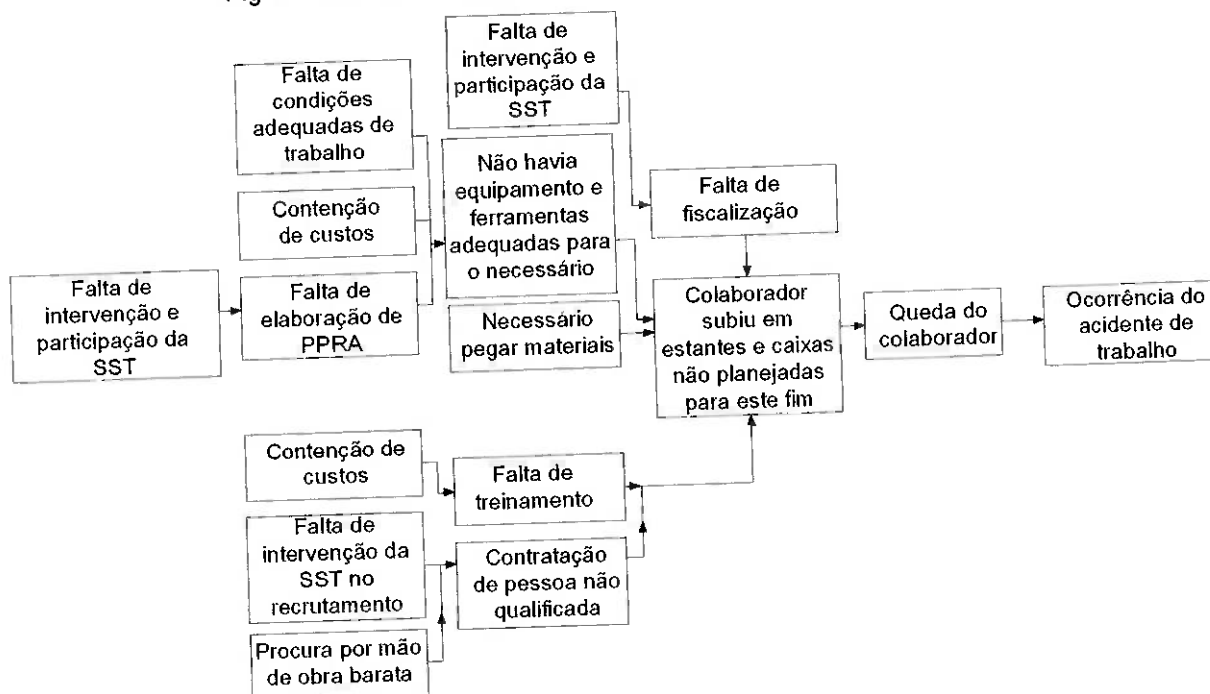 Falta de
intervenção e
participação da
SST
Falta de
condições
adequadas de
trabalho
Não havia
equipamento e
ferramentas
adequadas para
o necessário
Falta de
fiscalização
Contenção
de custos
Falta de
intervenção e
participação da
SST
Falta de
elaboração de
PPRA
Necessário
pegar materiais
Colaborador
subiu em
estantes e caixas
não planejadas
para este fim
Queda do
colaborador
Ocorrência do
acidente de
trabalho
Contenção de
custos
Falta de
treinamento
Falta de
intervenção da
SST no
recrutamento
Contratação
de pessoa não
qualificada
Procura por mão
de obra barata